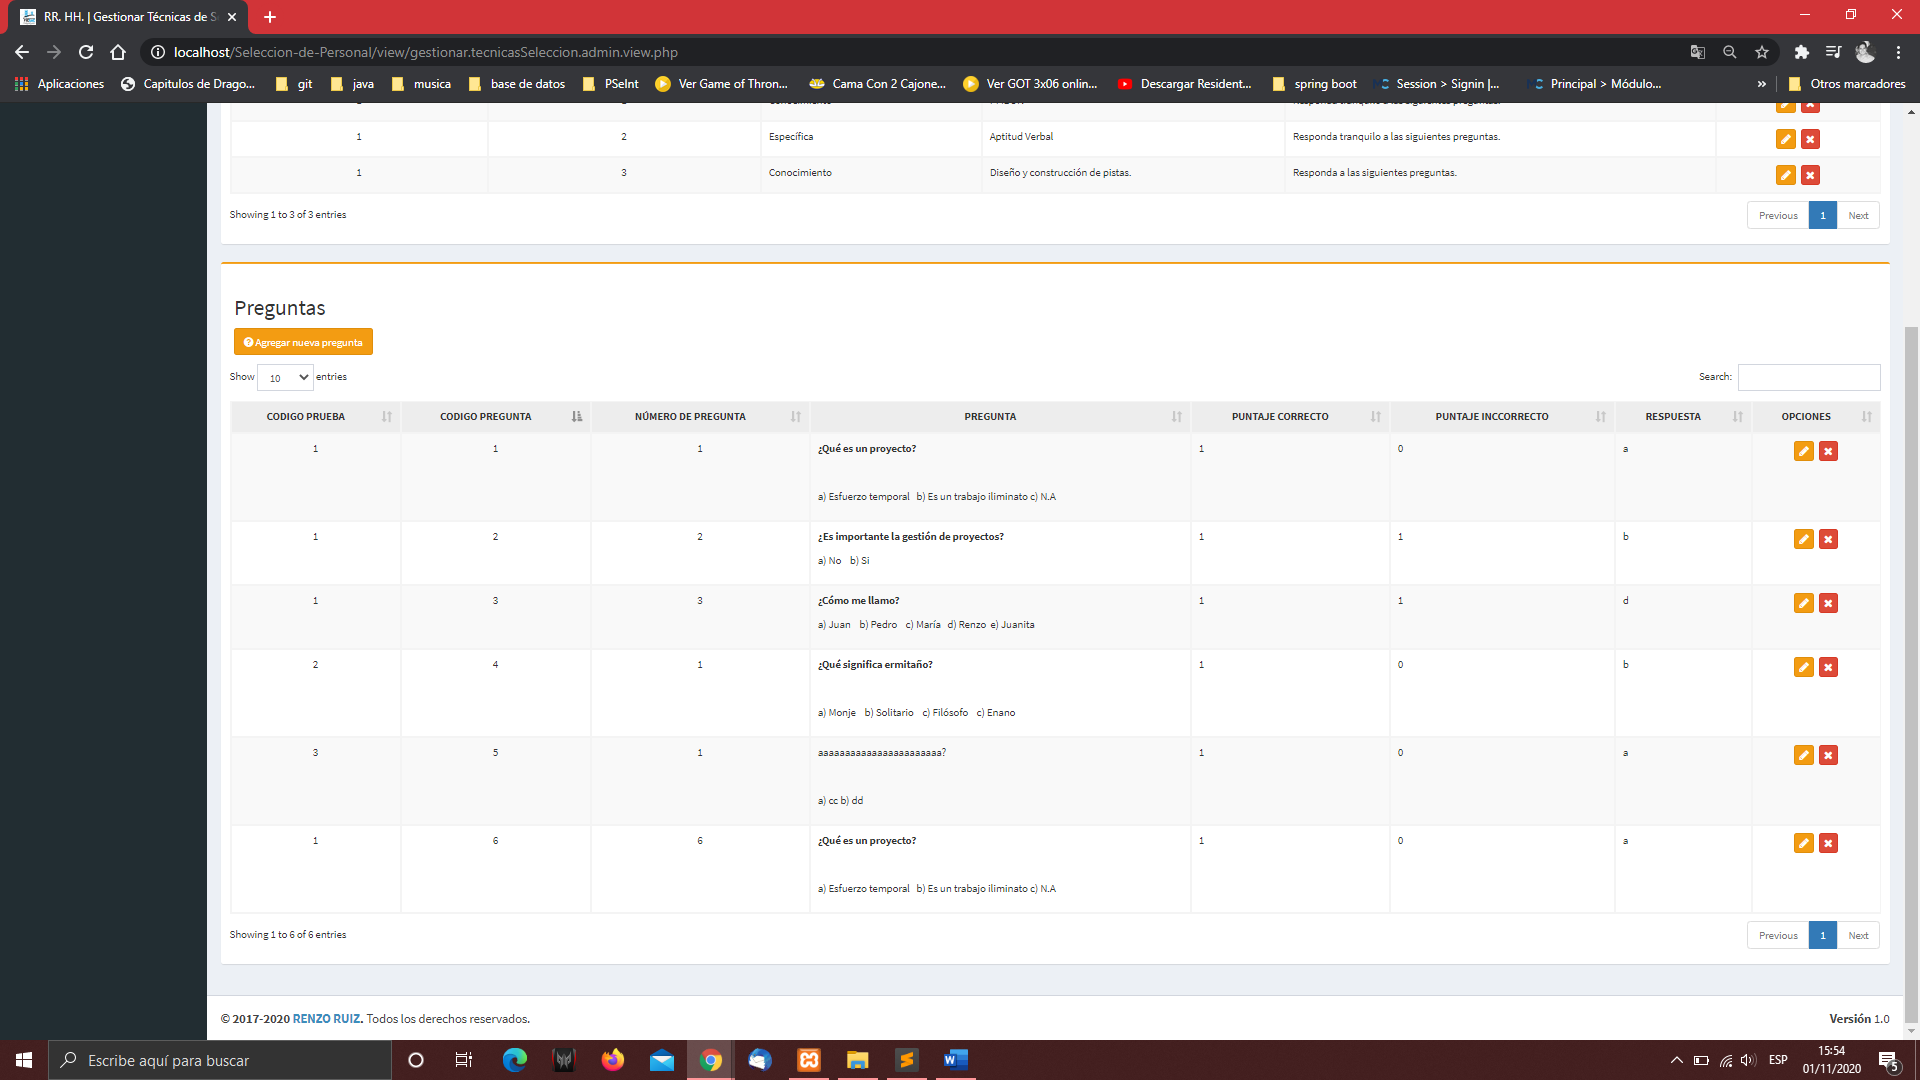 RR. HH. | Gestionar Técnicas de S
localhost/Seleccion-de-Personal/view/gestionar.tecnicasSeleccion.admin.view.php
Aplicaciones Capitulos de Drago... git java musica base de datos PSeInt Ver Game of Thron... Cama Con 2 Cajone... Ver GOT 3x06 onlin... Descargar Resident... spring boot Session > Signin |... Principal > Módulo... » Otros marcadores
1 2 Específica Aptitud Verbal Responda tranquilo a las siguientes preguntas.
1 3 Conocimiento Diseño y construcción de pistas. Responda a las siguientes preguntas.
Showing 1 to 3 of 3 entries Previous 1 Next
Preguntas
Agregar nueva pregunta
Show 10 entries Search:
CODIGO PRUEBA CODIGO PREGUNTA NÚMERO DE PREGUNTA PREGUNTA PUNTAJE CORRECTO PUNTAJE INCCORRECTO RESPUESTA OPCIONES
1 1 1 ¿Qué es un proyecto? 1 0 a
a) Esfuerzo temporal b) Es un trabajo iliminato c) N.A
1 2 2 ¿Es importante la gestión de proyectos? 1 1 b
a) No b) Si
1 3 3 ¿Cómo me llamo? 1 1 d
a) Juan b) Pedro c) María d) Renzo e) Juanita
2 4 1 ¿Qué significa ermitaño? 1 0 b
a) Monje b) Solitario c) Filósofo c) Enano
3 5 1 aaaaaaaaaaaaaaaaaaaaaaa? 1 0 a
a) cc b) dd
1 6 6 ¿Qué es un proyecto? 1 0 a
a) Esfuerzo temporal b) Es un trabajo iliminato c) N.A
Showing 1 to 6 of 6 entries Previous 1 Next
© 2017-2020 RENZO RUIZ. Todos los derechos reservados. Versión 1.0
Escribe aquí para buscar
ESP
15:54
01/11/2020
5